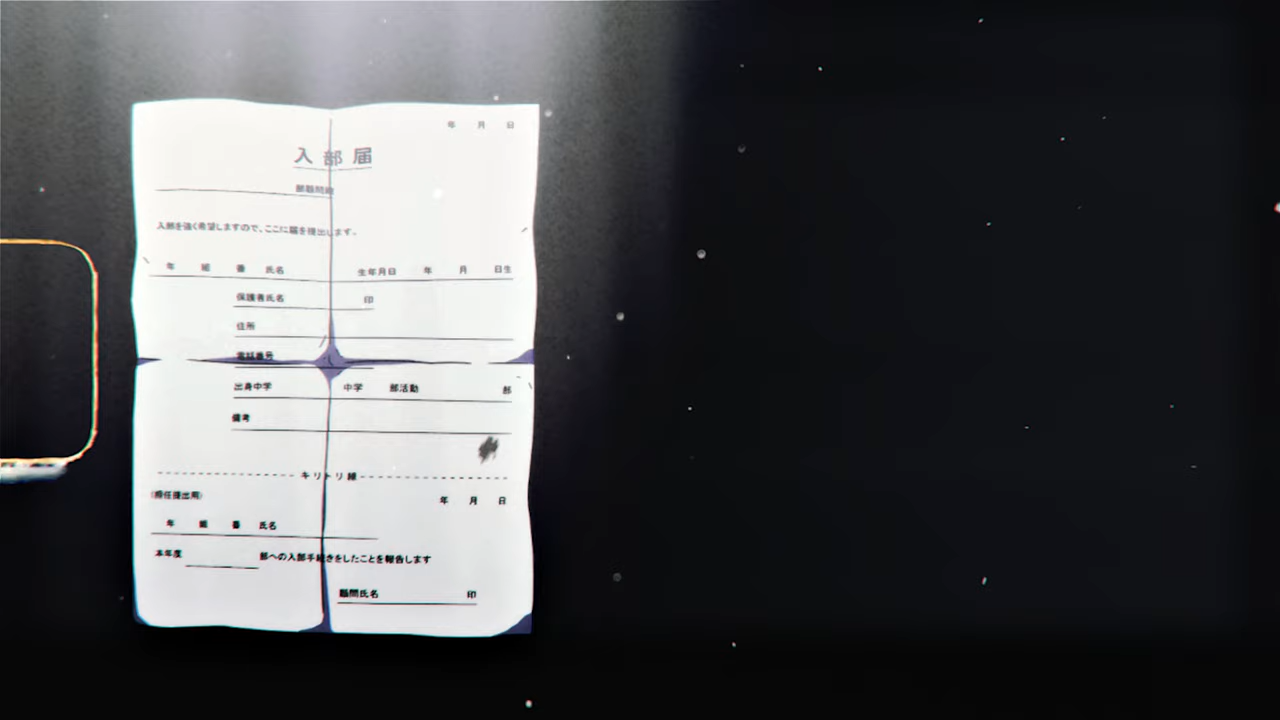 年 月 日
入部届
部顧問殿
入部を強く希望しますので、ここに届を提出します。
年 組 番 氏名 生年月日 年 月 日生
保護者氏名 印
住所
電話番号
出身中学 中学 部活動 部
備考
キリトリ線
(担任提出用)
年 月 日
年 組 番 氏名
本年度 部への入部手続きをしたことを報告します
顧問氏名 印